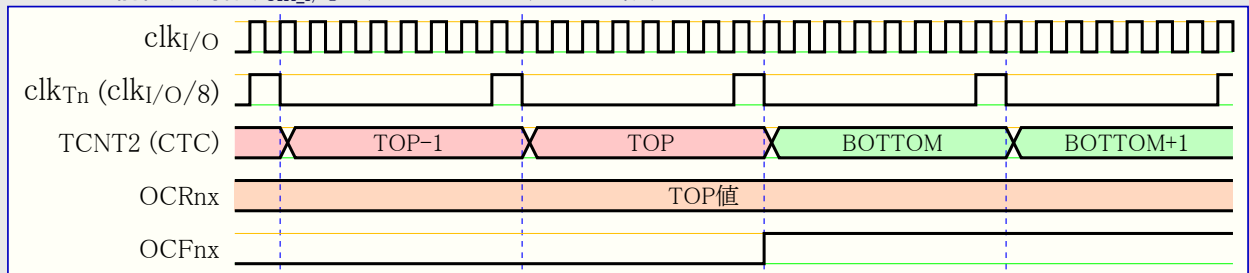 clkI/O
clkTn (clkI/O/8)
TCNT2 (CTC) TOP-1 TOP BOTTOM BOTTOM+1
OCRnx TOP値
OCFnx